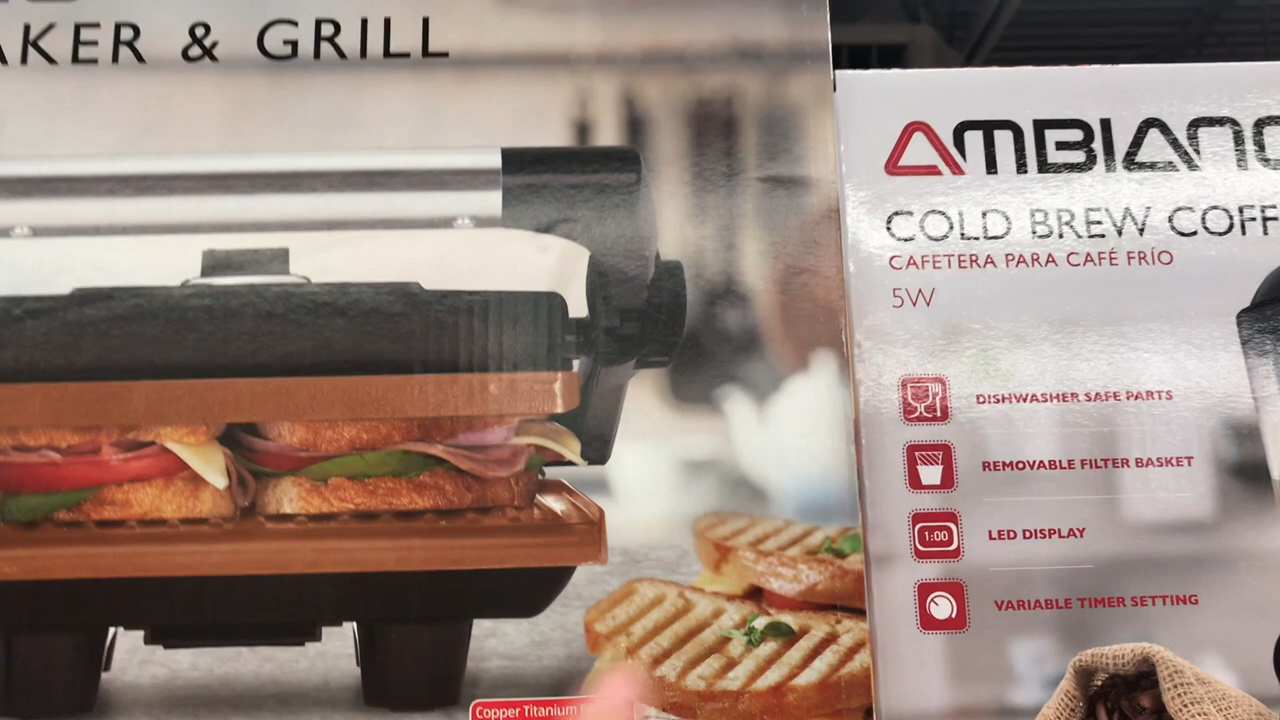 AKER & GRILL
Copper Titanium
AMBIANC
COLD BREW COFF
CAFETERA PARA CAFÉ FRÍO
5W
DISHWASHER SAFE PARTS
REMOVABLE FILTER BASKET
1:00
LED DISPLAY
VARIABLE TIMER SETTING